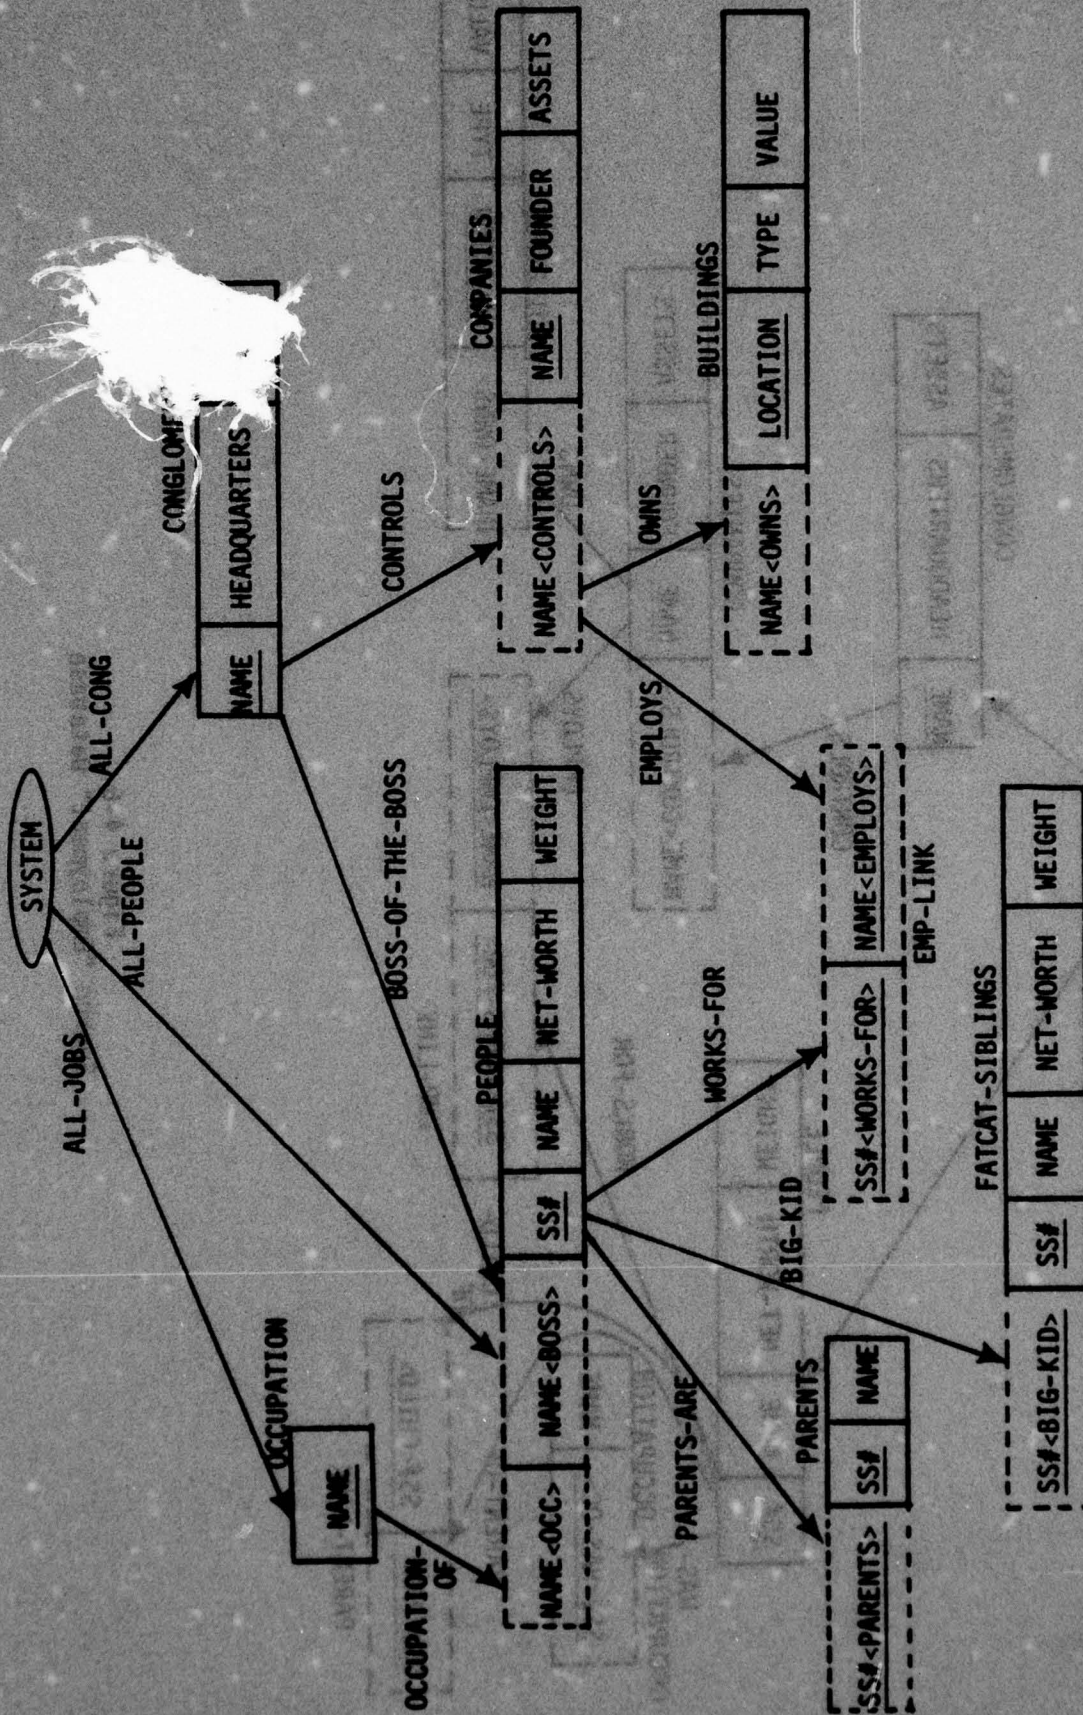 SYSTEM
ALL-JOBS
ALL-PEOPLE
ALL-CONG
OCCUPATION
NAME
HEADQUARTERS
NAME
OCCUPATION-
OF
BOSS-OF-THE-BOSS
CONTROLS
PEOPLE
NAME<OCC> NAME<BOSS> SS# NAME NET-WORTH WEIGHT
COMPANIES
NAME<CONTROLS> NAME FOUNDER ASSETS
PARENTS-ARE
BIG-KID
WORKS-FOR
EMPLOYS
OWNS
BUILDINGS
NAME<OWNS> LOCATION TYPE VALUE
PARENTS
SS#<PARENTS> SS# NAME
SS#<WORKS-FOR> NAME<EMPLOYS>
EMP-LINK
FATCAT-SIBLINGS
SS#<BIG-KID> SS# NAME NET-WORTH WEIGHT